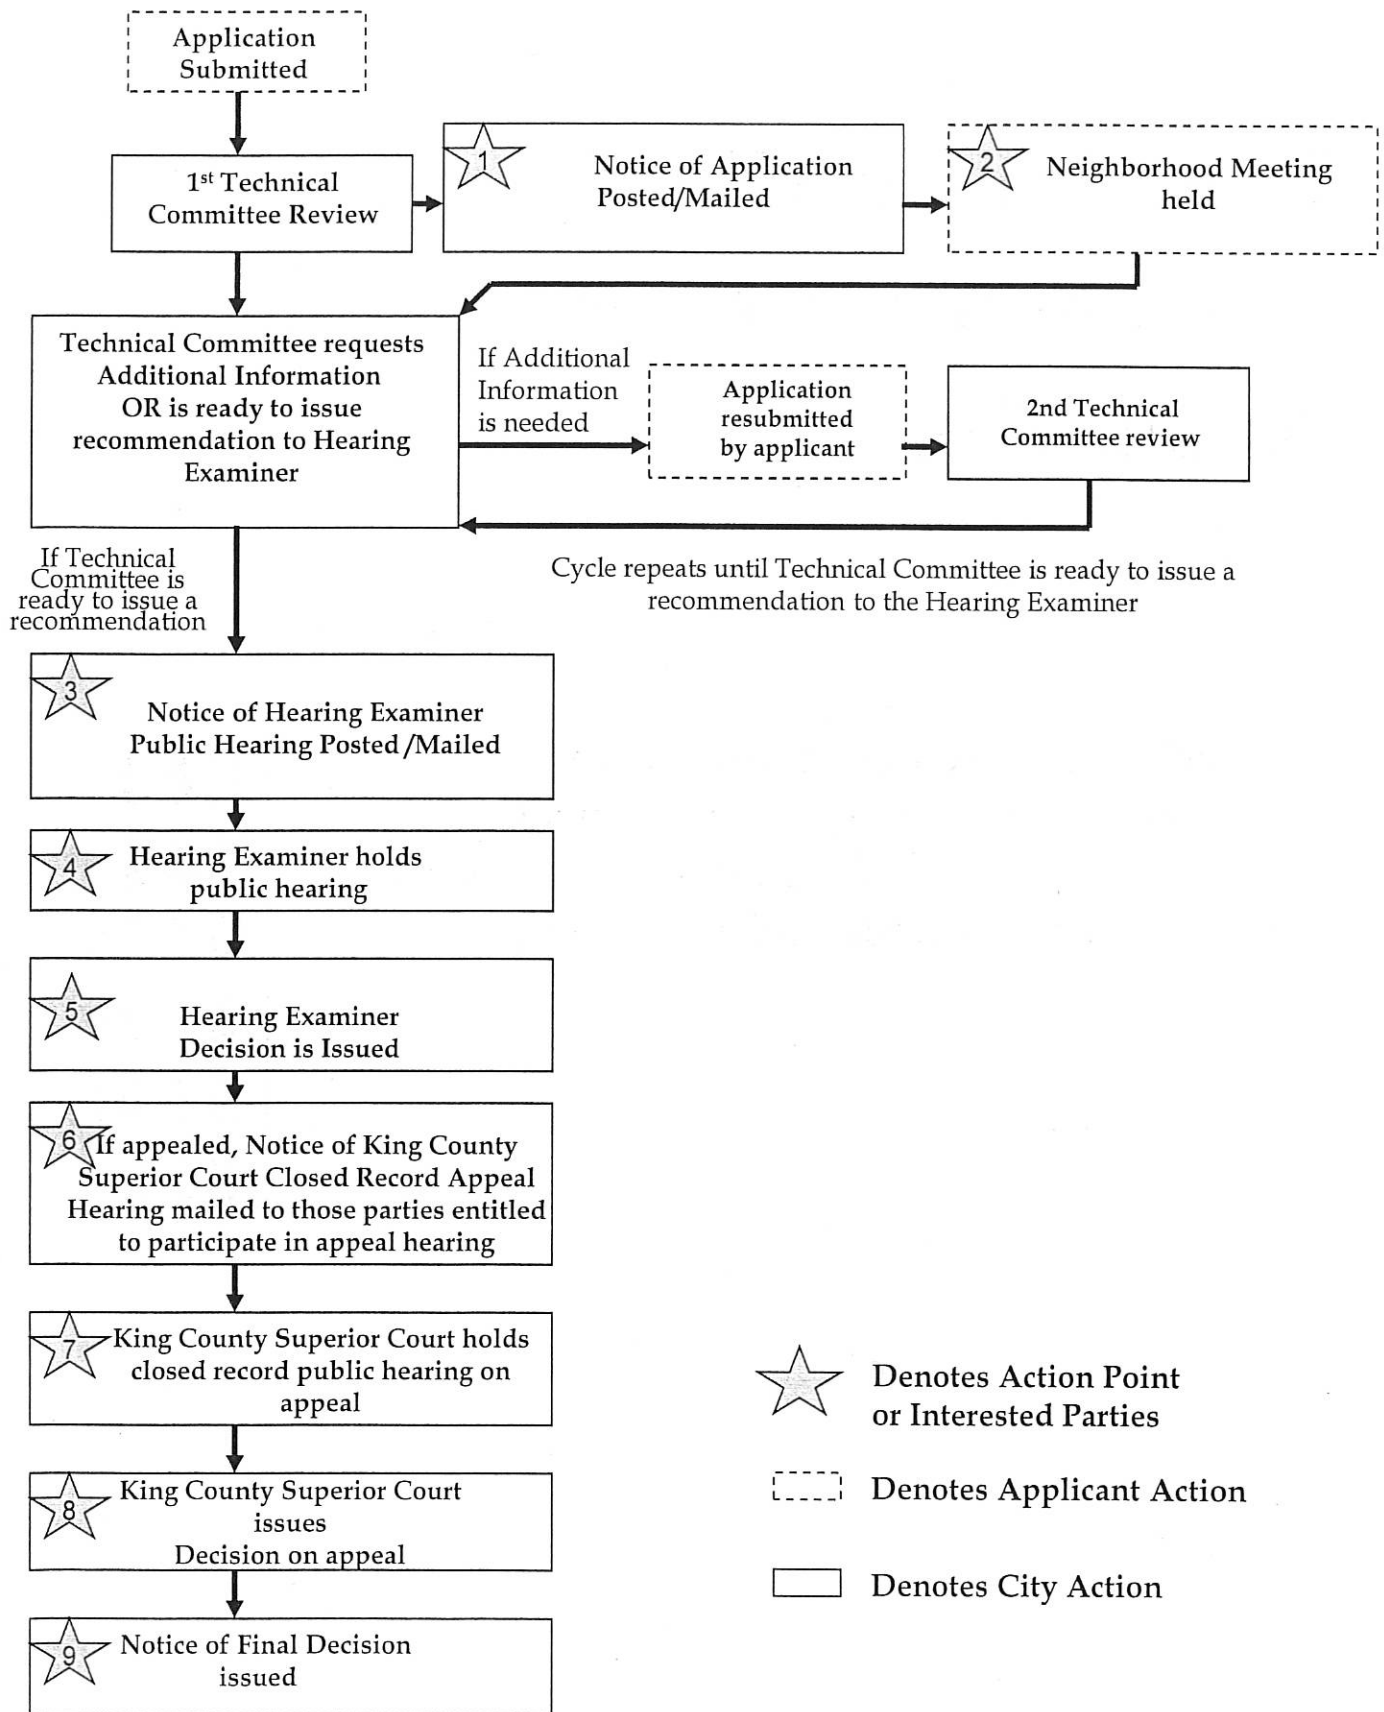 Application
Submitted
1st Technical
Committee Review
1
Notice of Application
Posted/Mailed
2
Neighborhood Meeting
held
Technical Committee requests
Additional Information
OR is ready to issue
recommendation to Hearing
Examiner
If Additional
Information
is needed
Application
resubmitted
by applicant
2nd Technical
Committee review
If Technical
Committee is
ready to issue a
recommendation
Cycle repeats until Technical Committee is ready to issue a
recommendation to the Hearing Examiner
3
Notice of Hearing Examiner
Public Hearing Posted/Mailed
4
Hearing Examiner holds
public hearing
5
Hearing Examiner
Decision is Issued
6
If appealed, Notice of King County
Superior Court Closed Record Appeal
Hearing mailed to those parties entitled
to participate in appeal hearing
7
King County Superior Court holds
closed record public hearing on
appeal
8
King County Superior Court
issues
Decision on appeal
9
Notice of Final Decision
issued
Denotes Action Point
or Interested Parties
Denotes Applicant Action
Denotes City Action